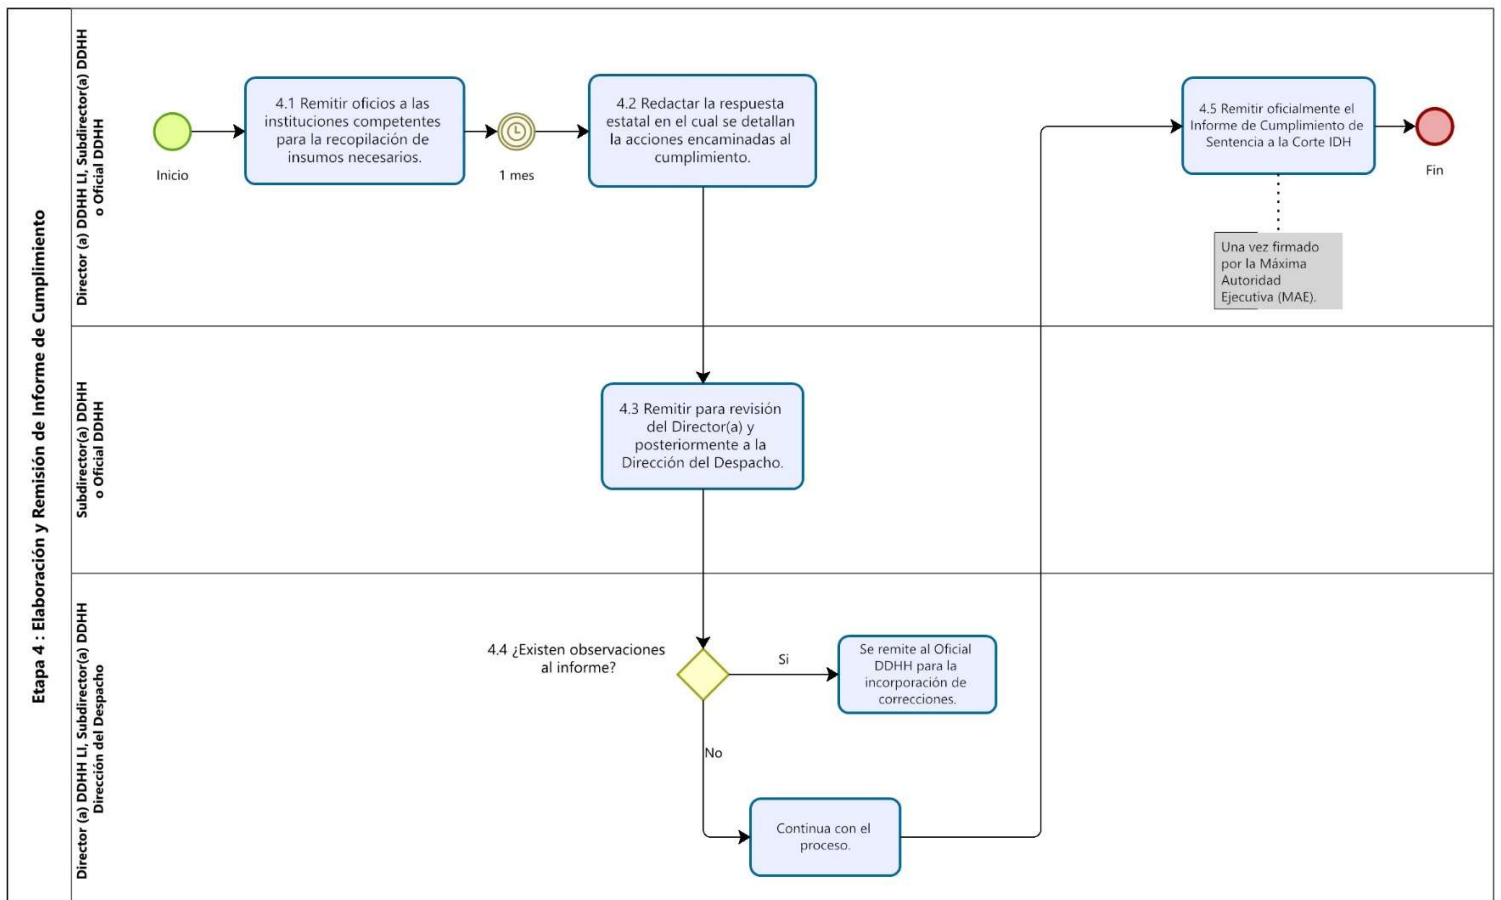 Etapa 4 : Elaboración y Remisión de Informe de Cumplimiento
Director (a) DDHH LI, Subdirector(a) DDHH
o Oficial DDHH
Inicio
4.1 Remitir oficios a las
instituciones competentes
para la recopilación de
insumos necesarios.
1 mes
4.2 Redactar la respuesta
estatal en el cual se detallan
la acciones encaminadas al
cumplimiento.
4.5 Remitir oficialmente el
Informe de Cumplimiento de
Sentencia a la Corte IDH
Fin
Una vez firmado
por la Máxima
Autoridad
Ejecutiva (MAE).
Subdirector(a) DDHH
o Oficial DDHH
4.3 Remitir para revisión
del Director(a) y
posteriormente a la
Dirección del Despacho.
Director (a) DDHH LI, Subdirector(a) DDHH
Dirección del Despacho
4.4 ¿Existen observaciones
al informe?
Si
Se remite al Oficial
DDHH para la
incorporación de
correcciones.
No
Continua con el
proceso.